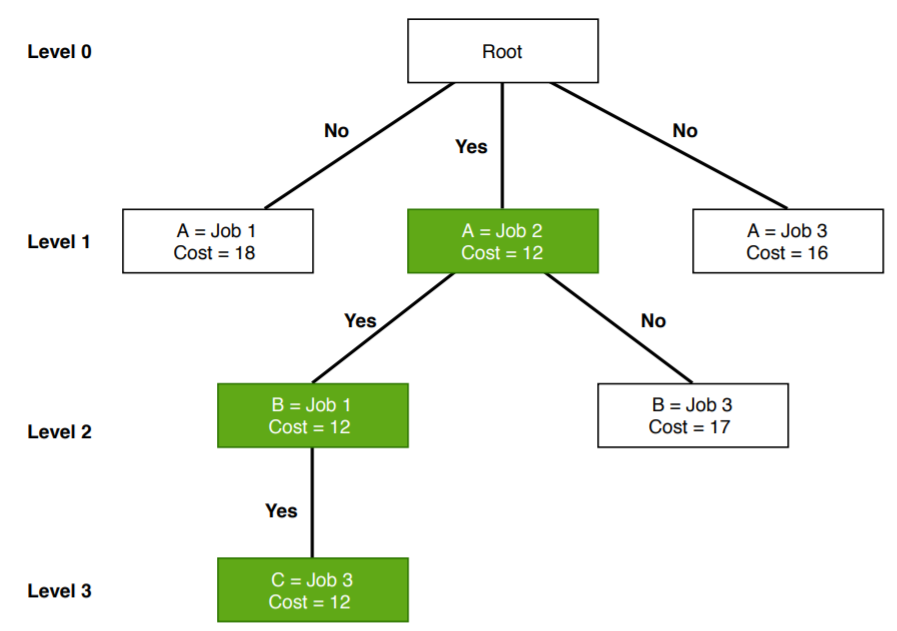 Level 0
Root
No
Yes
No
Level 1
A = Job 1
Cost = 18
A = Job 2
Cost = 12
A = Job 3
Cost = 16
Yes
No
Level 2
B = Job 1
Cost = 12
B = Job 3
Cost = 17
Yes
Level 3
C = Job 3
Cost = 12